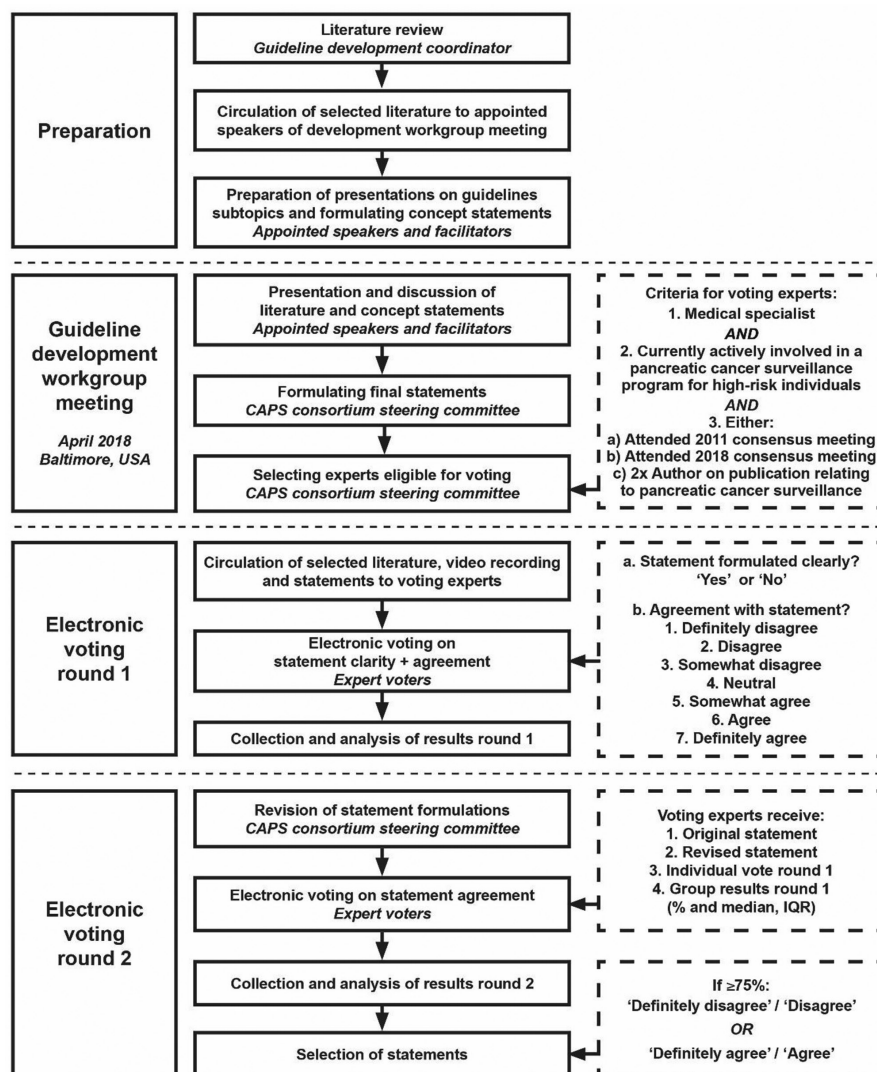 Preparation
Literature review
Guideline development coordinator
Circulation of selected literature to appointed
speakers of development workgroup meeting
Preparation of presentations on guidelines
subtopics and formulating concept statements
Appointed speakers and facilitators
Guideline
development
workgroup
meeting
April 2018
Baltimore, USA
Presentation and discussion of
literature and concept statements
Appointed speakers and facilitators
Formulating final statements
CAPS consortium steering committee
Selecting experts eligible for voting
CAPS consortium steering committee
Criteria for voting experts:
1. Medical specialist
AND
2. Currently actively involved in a
pancreatic cancer surveillance
program for high-risk individuals
AND
3. Either:
a) Attended 2011 consensus meeting
b) Attended 2018 consensus meeting
c) 2x Author on publication relating
to pancreatic cancer surveillance
Electronic
voting
round 1
Circulation of selected literature, video recording
and statements to voting experts
Electronic voting on
statement clarity + agreement
Expert voters
Collection and analysis of results round 1
a. Statement formulated clearly?
‘Yes’ or ‘No’
b. Agreement with statement?
1. Definitely disagree
2. Disagree
3. Somewhat disagree
4. Neutral
5. Somewhat agree
6. Agree
7. Definitely agree
Electronic
voting
round 2
Revision of statement formulations
CAPS consortium steering committee
Electronic voting on statement agreement
Expert voters
Collection and analysis of results round 2
Selection of statements
Voting experts receive:
1. Original statement
2. Revised statement
3. Individual vote round 1
4. Group results round 1
(% and median, IQR)
If ≥75%:
‘Definitely disagree’ / ‘Disagree’
OR
‘Definitely agree’ / ‘Agree’